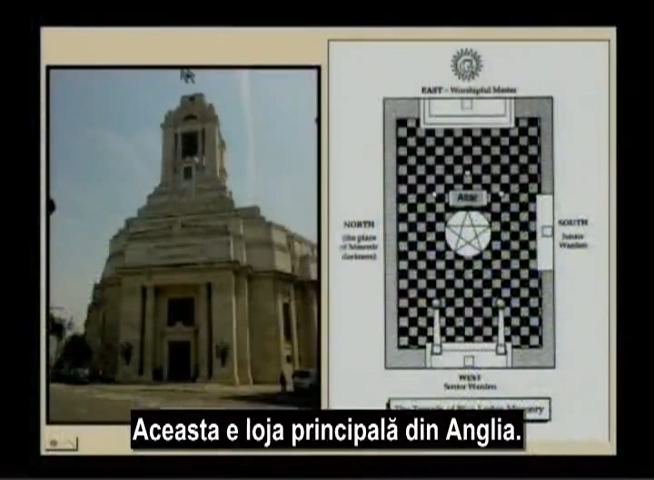 EAST - Worshipful Master
Altar
NORTH
(the place
of Masonic
darkness)
SOUTH
Junior
Warden
WEST
Senior Warden
Aceasta e loja principală din Anglia.